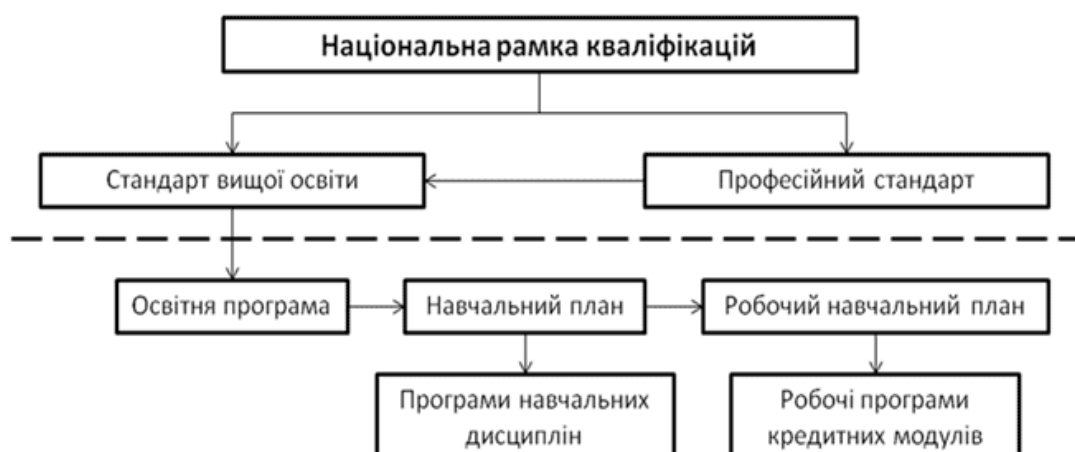 Національна рамка кваліфікацій
Стандарт вищої освіти
Професійний стандарт
Освітня програма
Навчальний план
Робочий навчальний план
Програми навчальних
дисциплін
Робочі програми
кредитних модулів